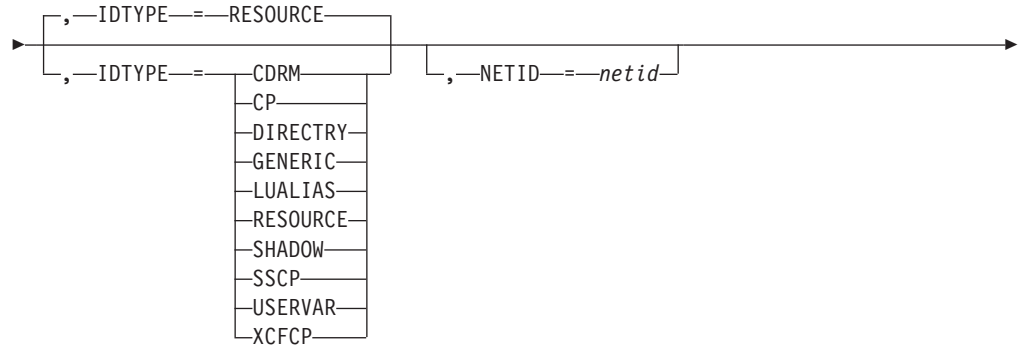 , IDTYPE = RESOURCE
, IDTYPE = CDRM , NETID = netid
CP
DIRECTRY
GENERIC
LUALIAS
RESOURCE
SHADOW
SSCP
USERVAR
XCFCP